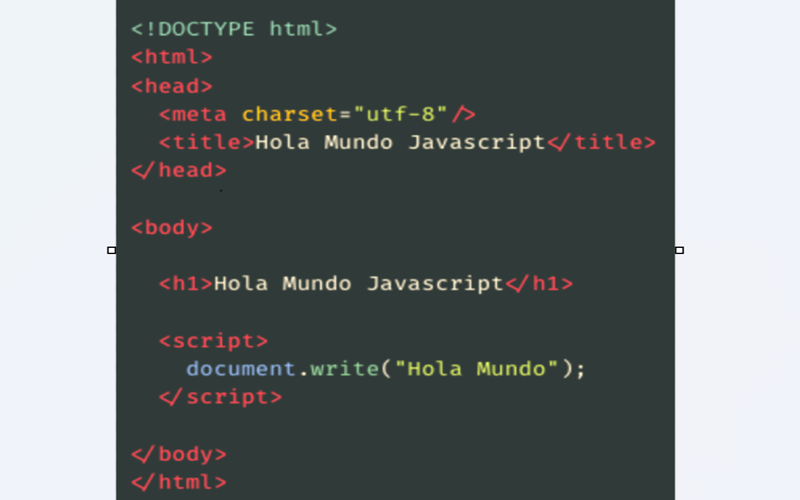 <!DOCTYPE html>
<html>
<head>
<meta charset="utf-8"/>
<title>Hola Mundo Javascript</title>
</head>
<body>
<h1>Hola Mundo Javascript</h1>
<script>
document.write("Hola Mundo");
</script>
</body>
</html>